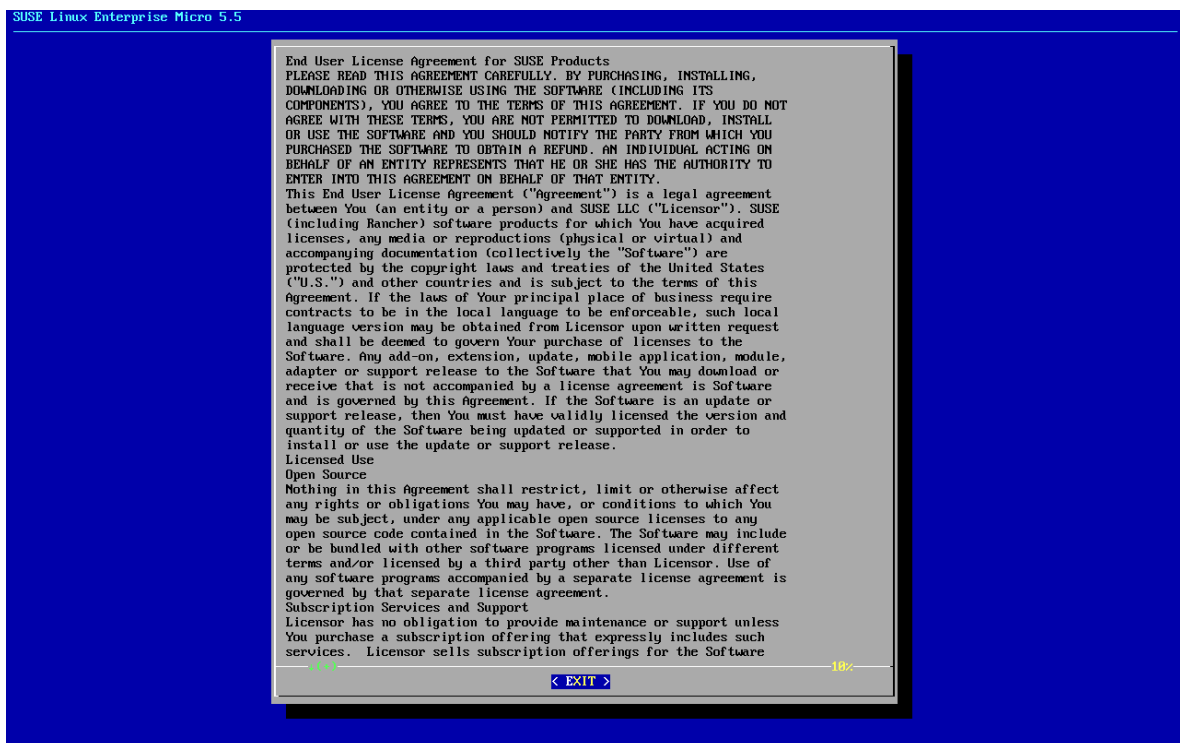 SUSE Linux Enterprise Micro 5.5
End User License Agreement for SUSE Products
PLEASE READ THIS AGREEMENT CAREFULLY. BY PURCHASING, INSTALLING,
DOWNLOADING OR OTHERWISE USING THE SOFTWARE (INCLUDING ITS
COMPONENTS), YOU AGREE TO THE TERMS OF THIS AGREEMENT. IF YOU DO NOT
AGREE WITH THESE TERMS, YOU ARE NOT PERMITTED TO DOWNLOAD, INSTALL
OR USE THE SOFTWARE AND YOU SHOULD NOTIFY THE PARTY FROM WHICH YOU
PURCHASED THE SOFTWARE TO OBTAIN A REFUND. AN INDIVIDUAL ACTING ON
BEHALF OF AN ENTITY REPRESENTS THAT HE OR SHE HAS THE AUTHORITY TO
ENTER INTO THIS AGREEMENT ON BEHALF OF THAT ENTITY.
This End User License Agreement ("Agreement") is a legal agreement
between You (an entity or a person) and SUSE LLC ("Licensor"). SUSE
(including Rancher) software products for which You have acquired
licenses, any media or reproductions (physical or virtual) and
accompanying documentation (collectively the "Software") are
protected by the copyright laws and treaties of the United States
("U.S.") and other countries and is subject to the terms of this
Agreement. If the laws of Your principal place of business require
contracts to be in the local language to be enforceable, such local
language version may be obtained from Licensor upon written request
and shall be deemed to govern Your purchase of licenses to the
Software. Any add-on, extension, update, mobile application, module,
adapter or support release to the Software that You may download or
receive that is not accompanied by a license agreement is Software
and is governed by this Agreement. If the Software is an update or
support release, then You must have validly licensed the version and
quantity of the Software being updated or supported in order to
install or use the update or support release.
Licensed Use
Open Source
Nothing in this Agreement shall restrict, limit or otherwise affect
any rights or obligations You may have, or conditions to which You
may be subject, under any applicable open source licenses to any
open source code contained in the Software. The Software may include
or be bundled with other software programs licensed under different
terms and/or licensed by a third party other than Licensor. Use of
any software programs accompanied by a separate license agreement is
governed by that separate license agreement.
Subscription Services and Support
Licensor has no obligation to provide maintenance or support unless
You purchase a subscription offering that expressly includes such
services.  Licensor sells subscription offerings for the Software
↓(+) 10%
< EXIT >